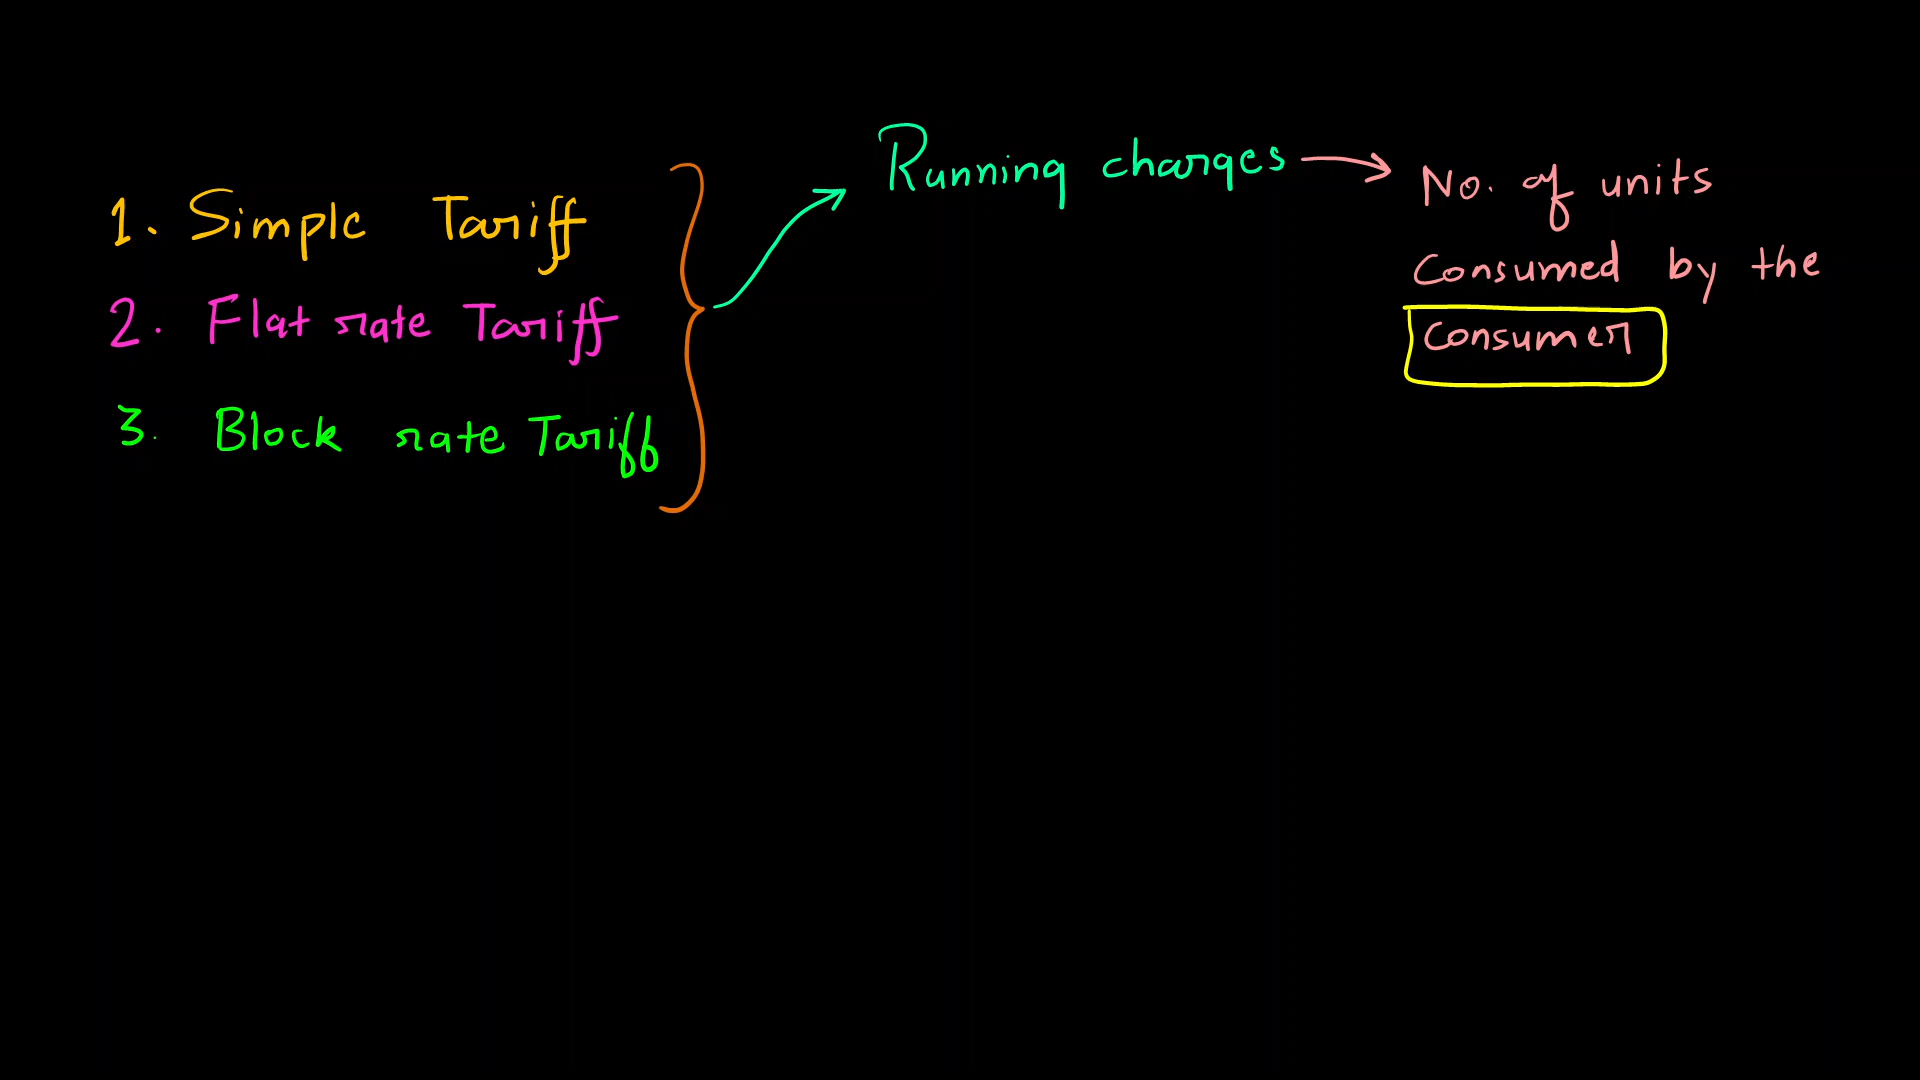 1. Simple Tariff
2. Flat rate Tariff
3. Block rate Tariff
Running charges
No. of units
Consumed by the
Consumer